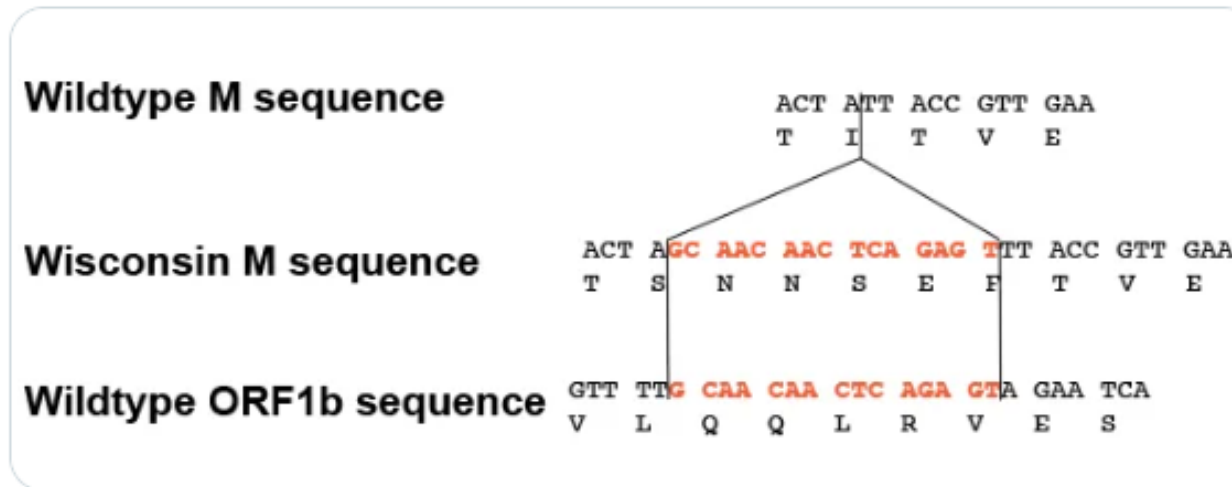 Wildtype M sequence
ACT ATT ACC GTT GAA
T I T V E
Wisconsin M sequence
ACT AGC AAC AAC TCA GAG TTT ACC GTT GAA
T S N N S E F T V E
Wildtype ORF1b sequence
GTT TTG CAA CAA CTC AGA GTA GAA TCA
V L Q Q L R V E S